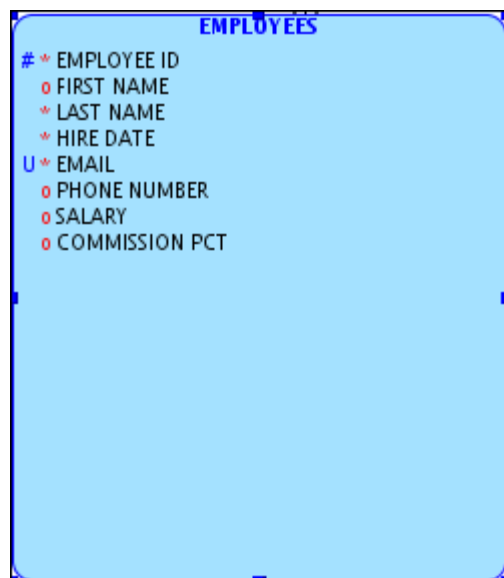 EMPLOYEES
# * EMPLOYEE ID
o FIRST NAME
* LAST NAME
* HIRE DATE
U * EMAIL
o PHONE NUMBER
o SALARY
o COMMISSION PCT